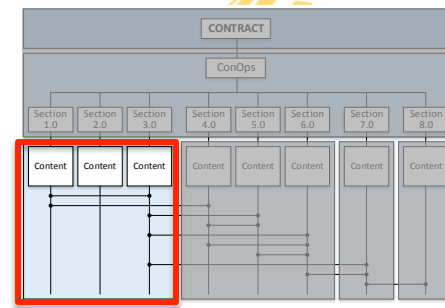 CONTRACT
ConOps
Section Section Section Section Section Section Section Section
1.0 2.0 3.0 4.0 5.0 6.0 7.0 8.0
Content Content Content Content Content Content Content Content